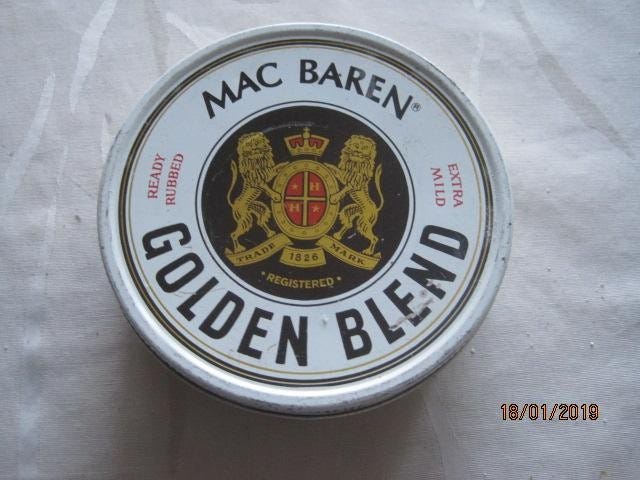 MAC BAREN®
READY
RUBBED
EXTRA
MILD
H
H
TRADE 1826 MARK
• REGISTERED •
GOLDEN BLEND
18/01/2019